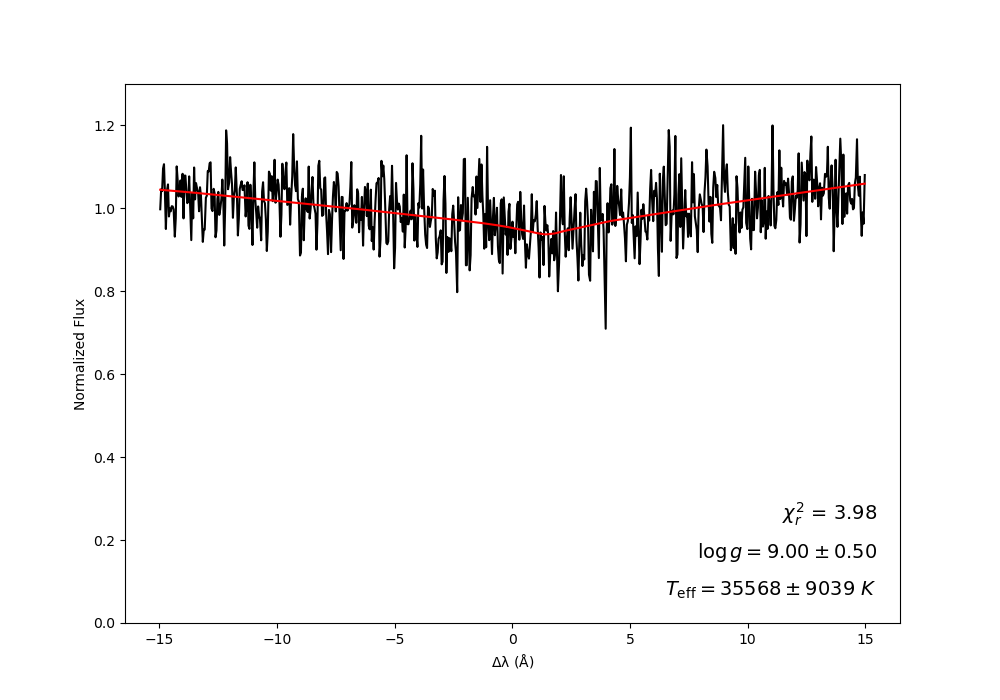 1.2
1.0
0.8
0.6
0.4
0.2
0.0
Normalized Flux
χ²ᵣ = 3.98
log g = 9.00 ± 0.50
T_eff = 35568 ± 9039 K
−15 −10 −5 0 5 10 15
Δλ (Å)